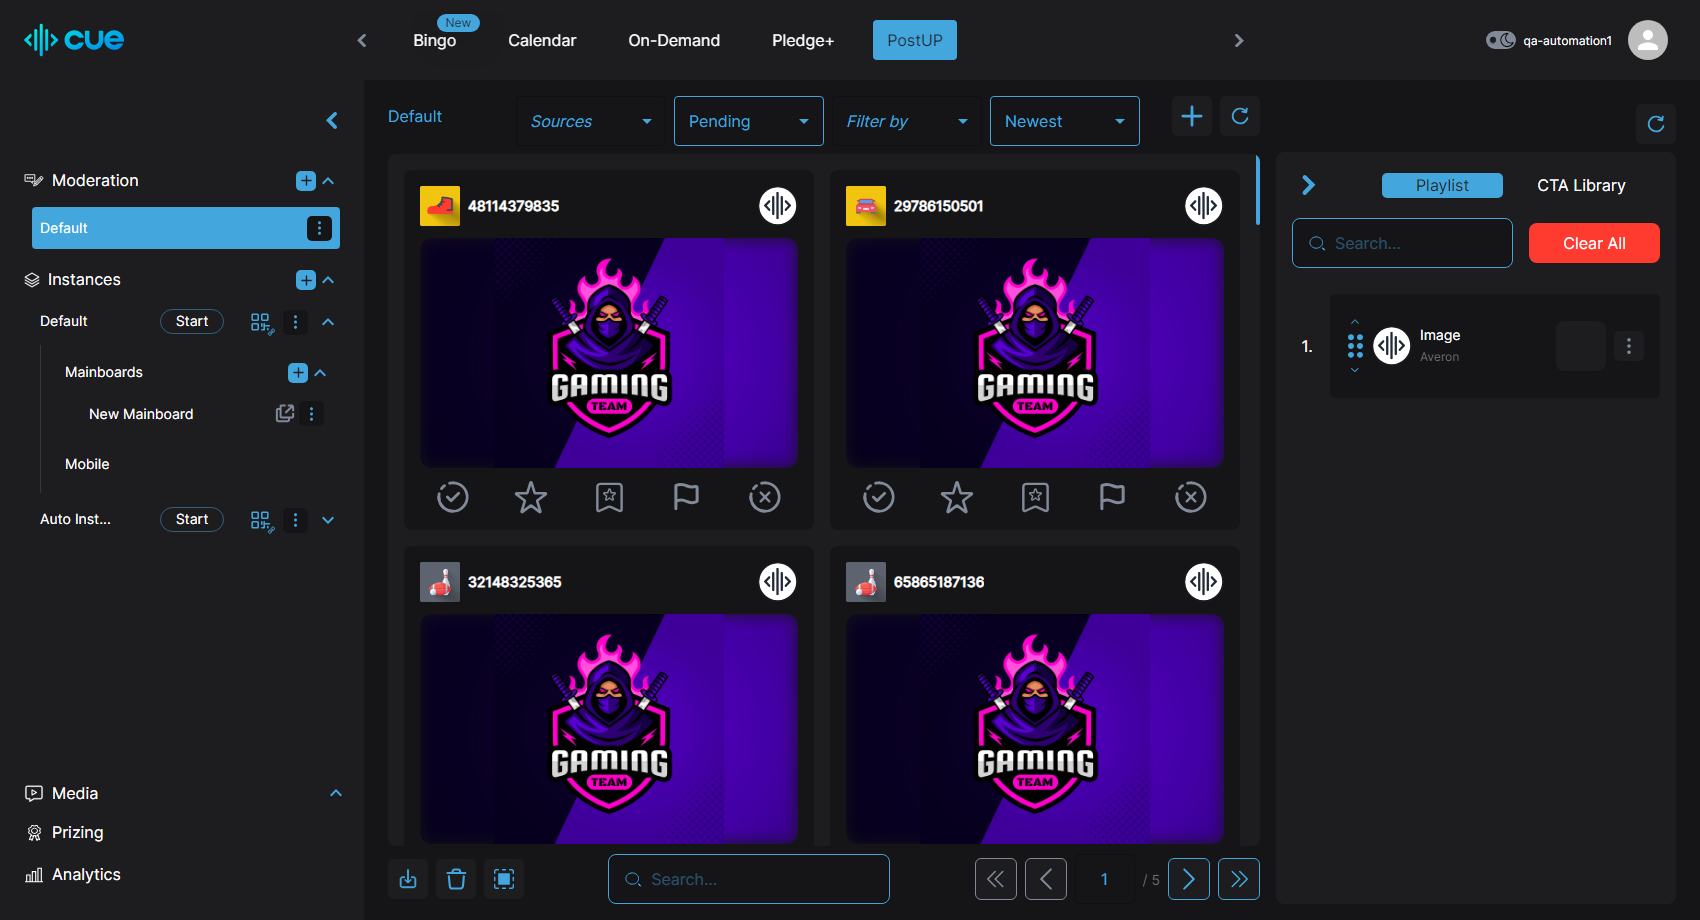 cue
Bingo
New
Calendar
On-Demand
Pledge+
PostUP
qa-automation1
Default
Sources
Pending
Filter by
Newest
Moderation
Default
Instances
Default
Start
Mainboards
New Mainboard
Mobile
Auto Inst...
Start
Media
Prizing
Analytics
48114379835
GAMING
TEAM
29786150501
GAMING
TEAM
32148325365
GAMING
TEAM
65865187136
GAMING
TEAM
Search...
1
/ 5
Playlist
CTA Library
Search...
Clear All
1.
Image
Averon